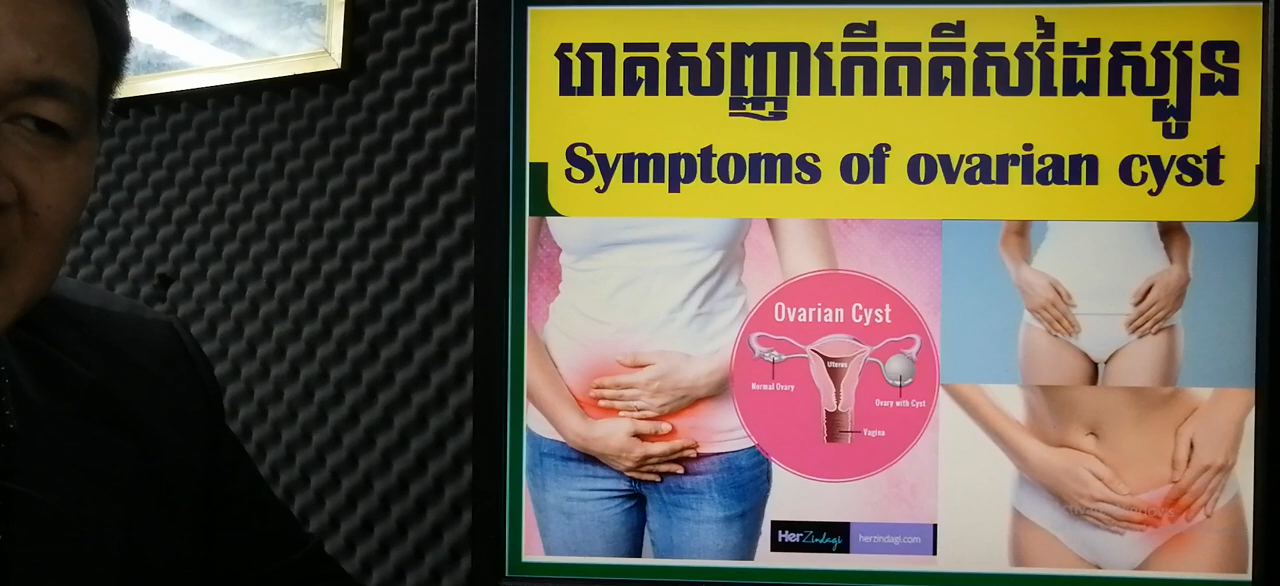 រោគសញ្ញាកើតគីសដៃស្បូន
Symptoms of ovarian cyst
Ovarian Cyst
Uterus
Normal Ovary
Ovary with Cyst
Vagina
HerZindagi
herzindagi.com